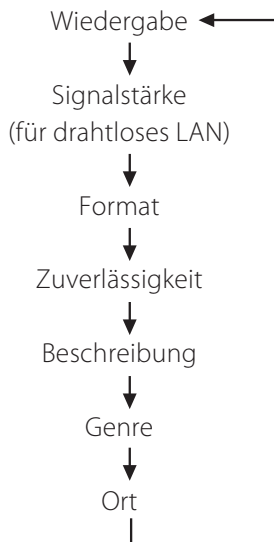 Wiedergabe
Signalstärke
(für drahtloses LAN)
Format
Zuverlässigkeit
Beschreibung
Genre
Ort